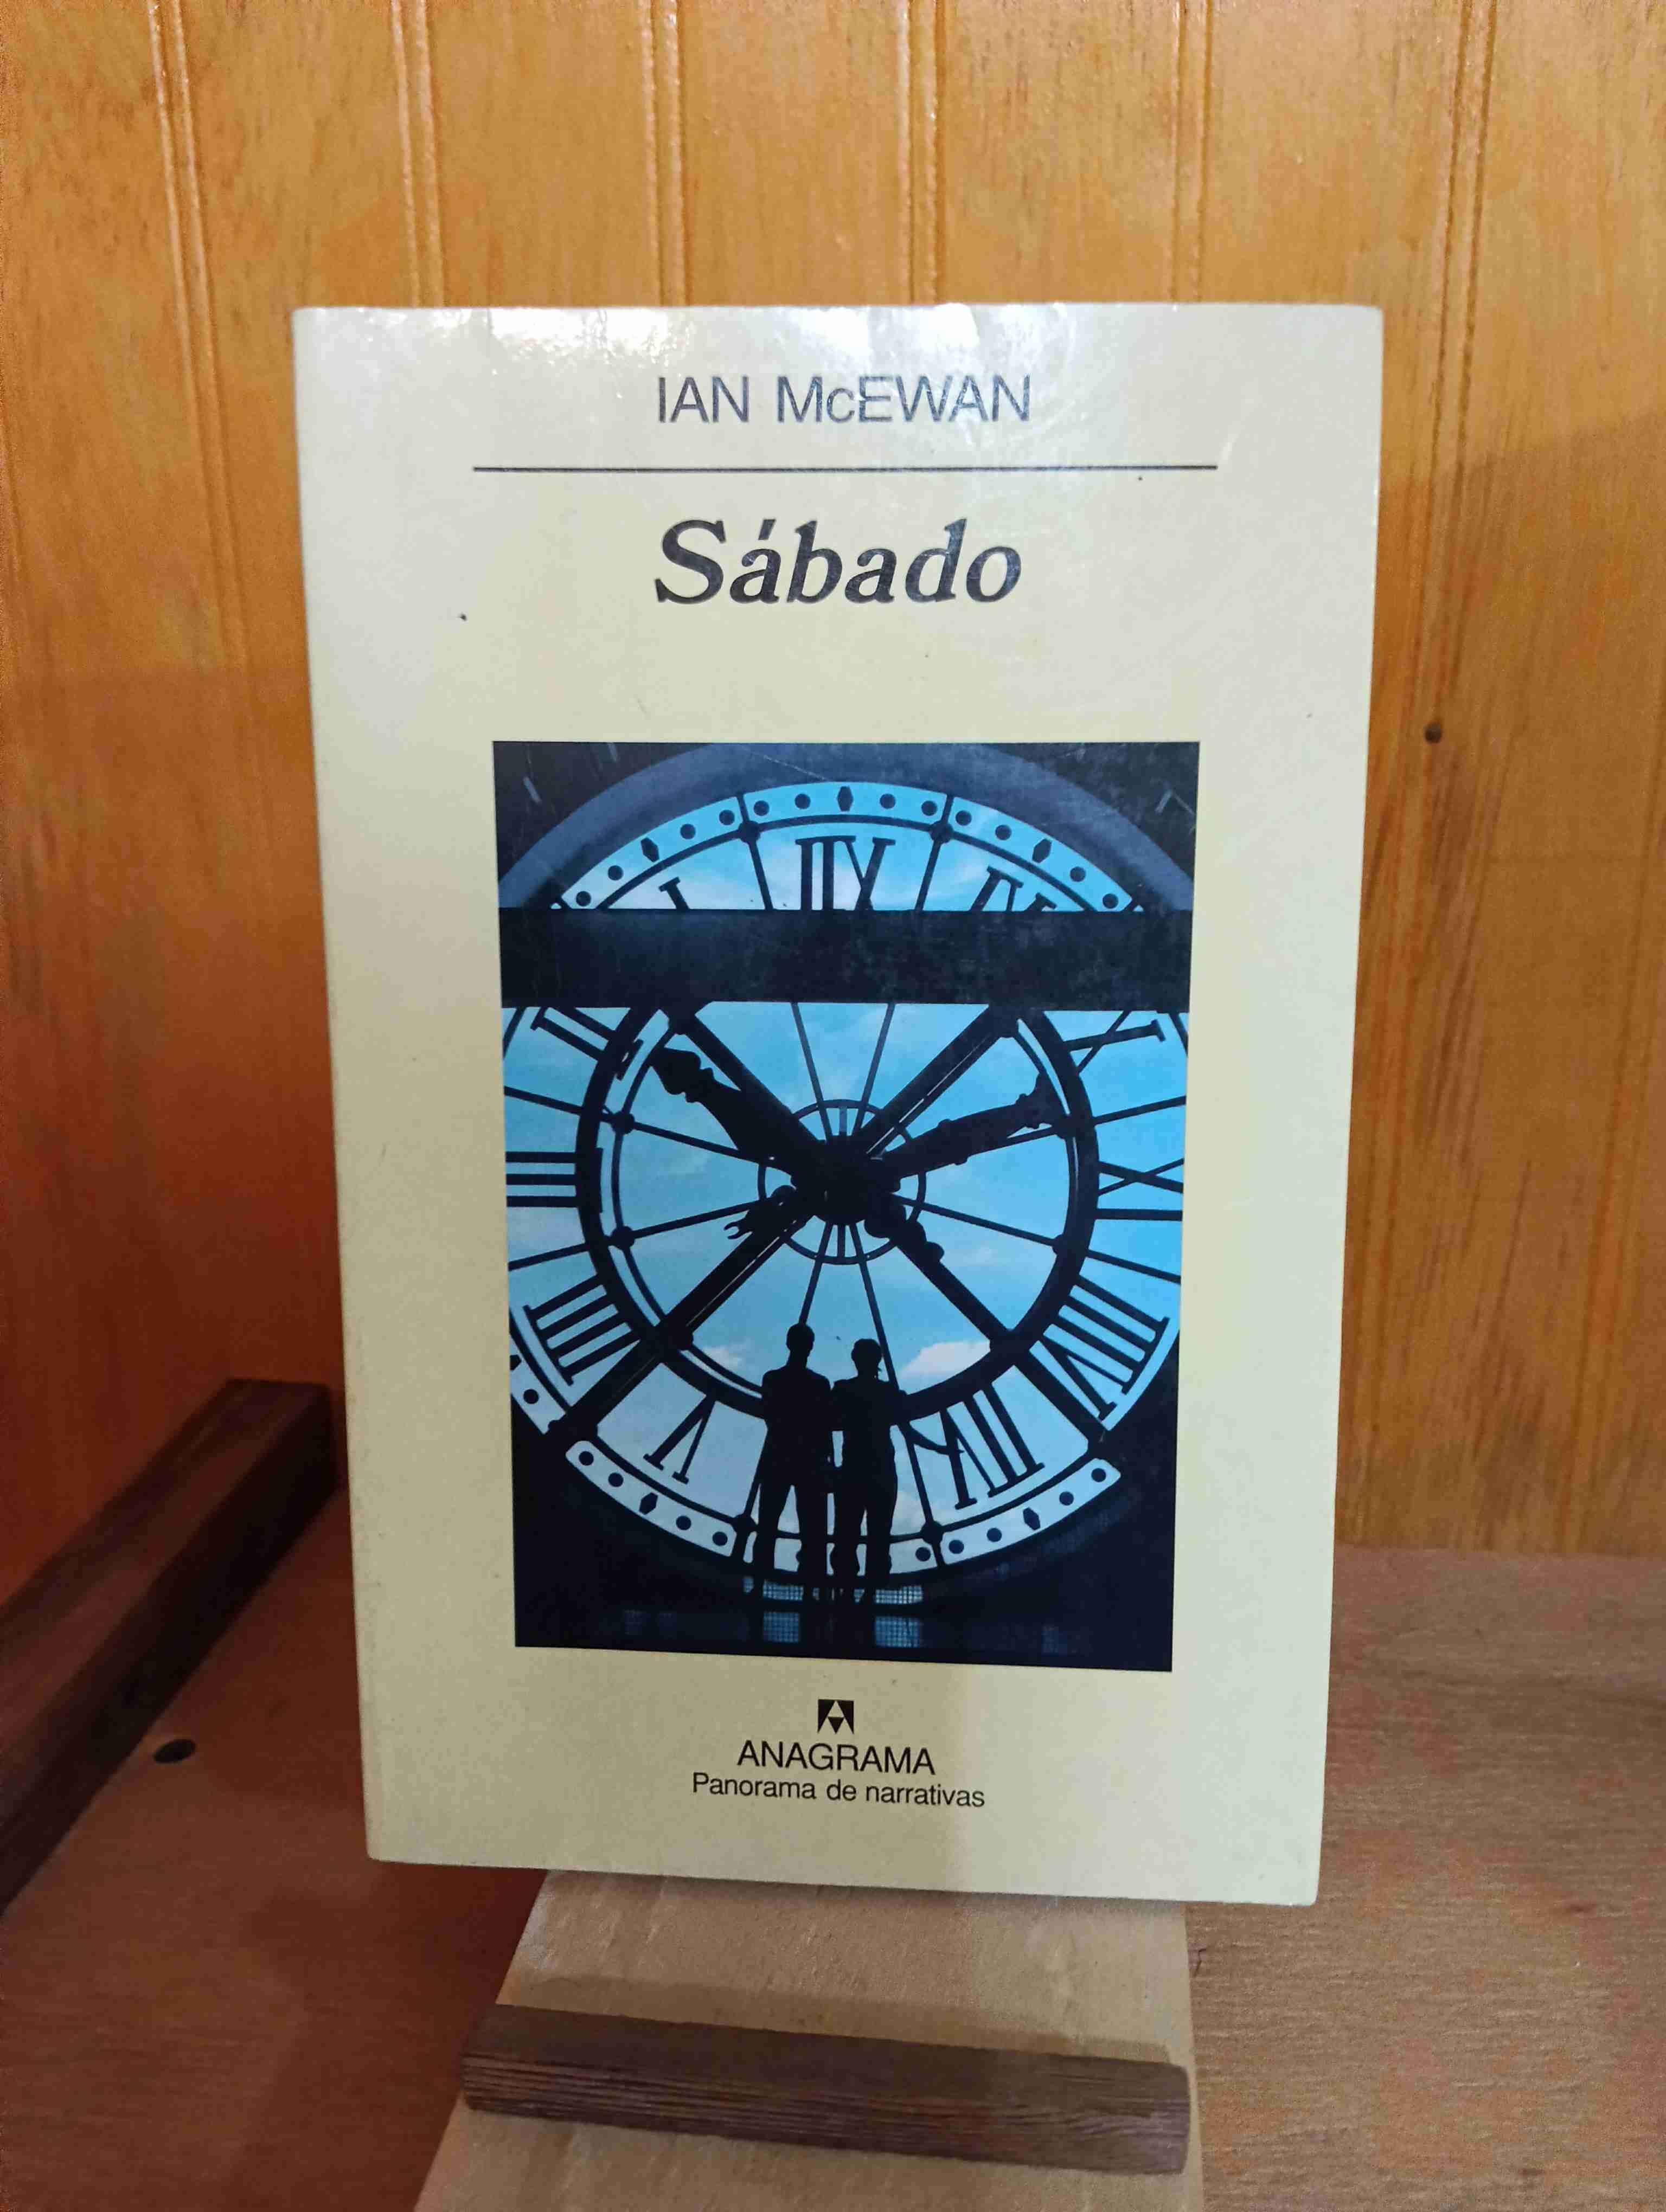 IAN McEWAN
Sábado
ANAGRAMA
Panorama de narrativas